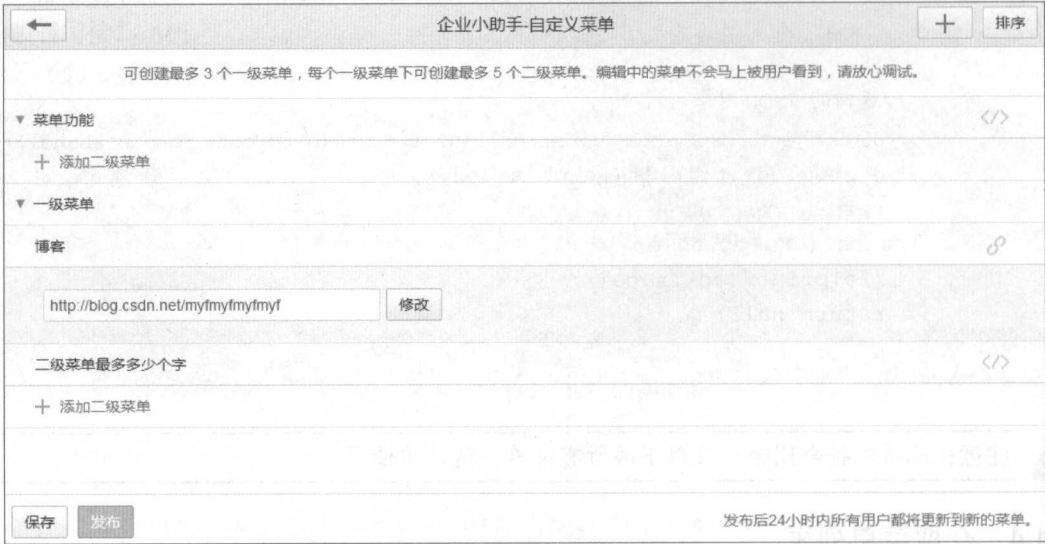 企业小助手-自定义菜单
排序
可创建最多 3 个一级菜单，每个一级菜单下可创建最多 5 个二级菜单。编辑中的菜单不会马上被用户看到，请放心调试。
▼ 菜单功能 </>
+ 添加二级菜单
▼ 一级菜单
博客
http://blog.csdn.net/myfmyfmyfmyf 修改
二级菜单最多多少个字 </>
+ 添加二级菜单
保存 发布 发布后24小时内所有用户都将更新到新的菜单。